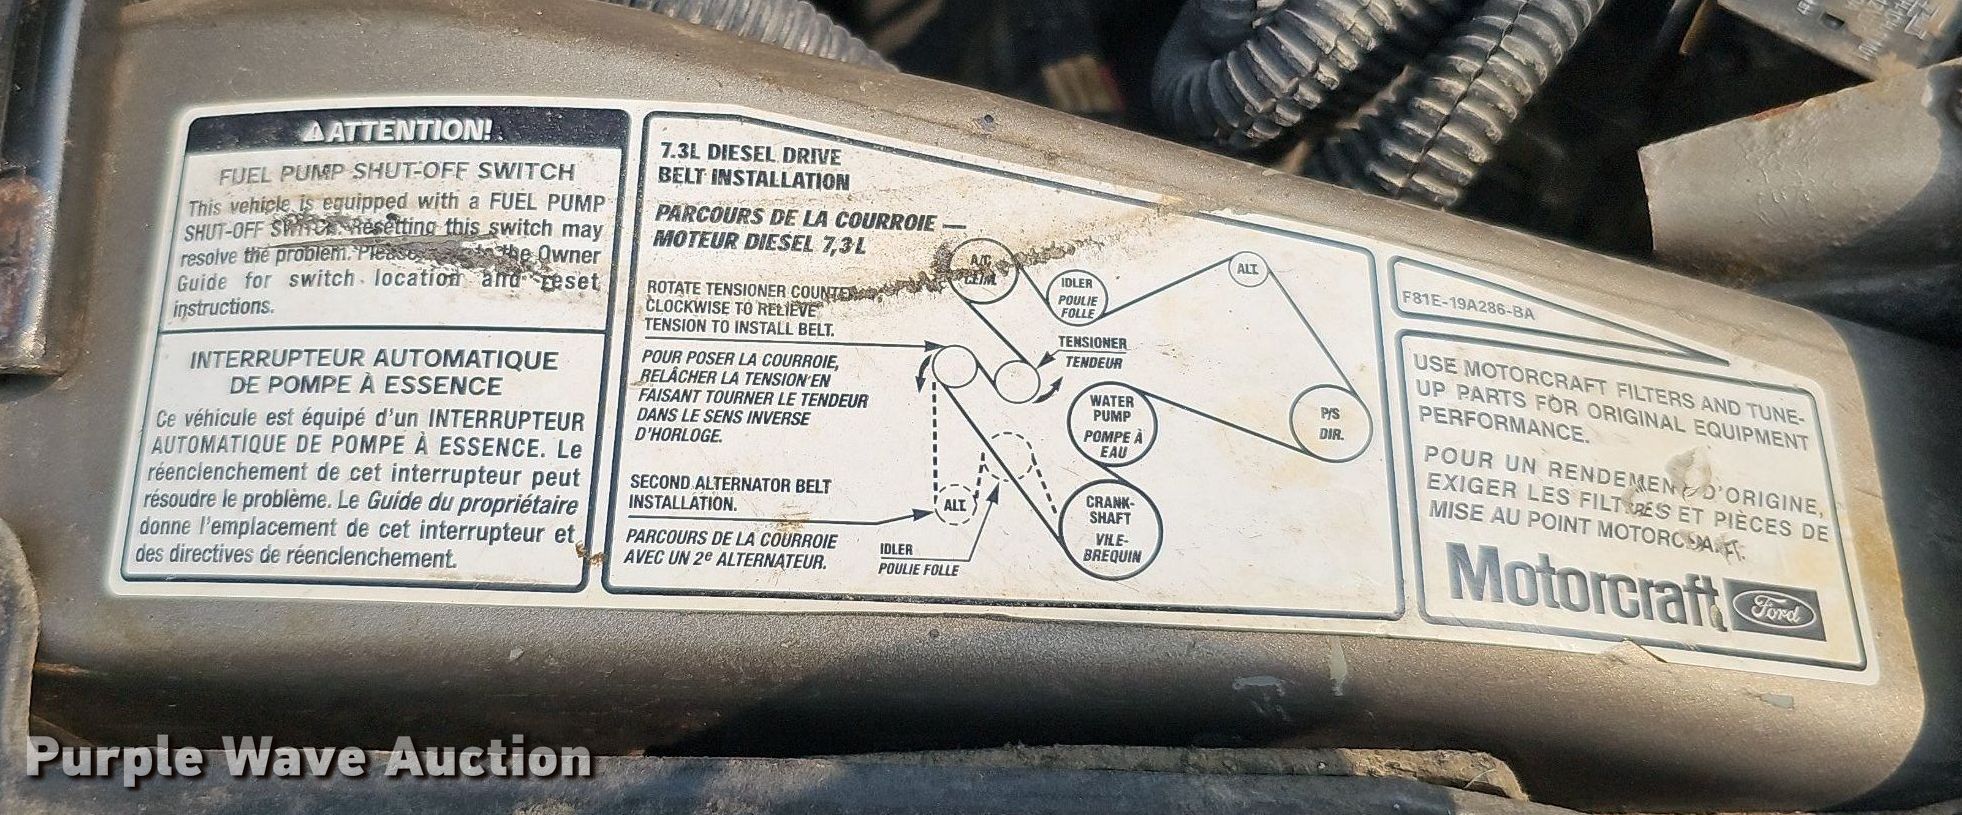 ⚠ATTENTION!
FUEL PUMP SHUT-OFF SWITCH
This vehicle is equipped with a FUEL PUMP
SHUT-OFF SWITCH. Resetting this switch may
resolve the problem. Please to the Owner
Guide for switch location and reset
instructions.
INTERRUPTEUR AUTOMATIQUE
DE POMPE À ESSENCE
Ce véhicule est équipé d'un INTERRUPTEUR
AUTOMATIQUE DE POMPE À ESSENCE. Le
réenclenchement de cet interrupteur peut
résoudre le problème. Le Guide du propriétaire
donne l'emplacement de cet interrupteur et
des directives de réenclenchement.
7.3L DIESEL DRIVE
BELT INSTALLATION
PARCOURS DE LA COURROIE —
MOTEUR DIESEL 7,3 L
ROTATE TENSIONER COUNTER
CLOCKWISE TO RELIEVE
TENSION TO INSTALL BELT.
POUR POSER LA COURROIE,
RELÂCHER LA TENSION EN
FAISANT TOURNER LE TENDEUR
DANS LE SENS INVERSE
D'HORLOGE.
SECOND ALTERNATOR BELT
INSTALLATION.
PARCOURS DE LA COURROIE
AVEC UN 2e ALTERNATEUR.
A/C
CLIM.
IDLER
POULIE
FOLLE
ALT.
TENSIONER
TENDEUR
WATER
PUMP
POMPE À
EAU
P/S
DIR.
ALT.
IDLER
POULIE FOLLE
CRANK-
SHAFT
VILE-
BREQUIN
F81E-19A286-BA
USE MOTORCRAFT FILTERS AND TUNE-
UP PARTS FOR ORIGINAL EQUIPMENT
PERFORMANCE.
POUR UN RENDEMENT D'ORIGINE,
EXIGER LES FILTRES ET PIÈCES DE
MISE AU POINT MOTORCRAFT.
Motorcraft Ford
Purple Wave Auction